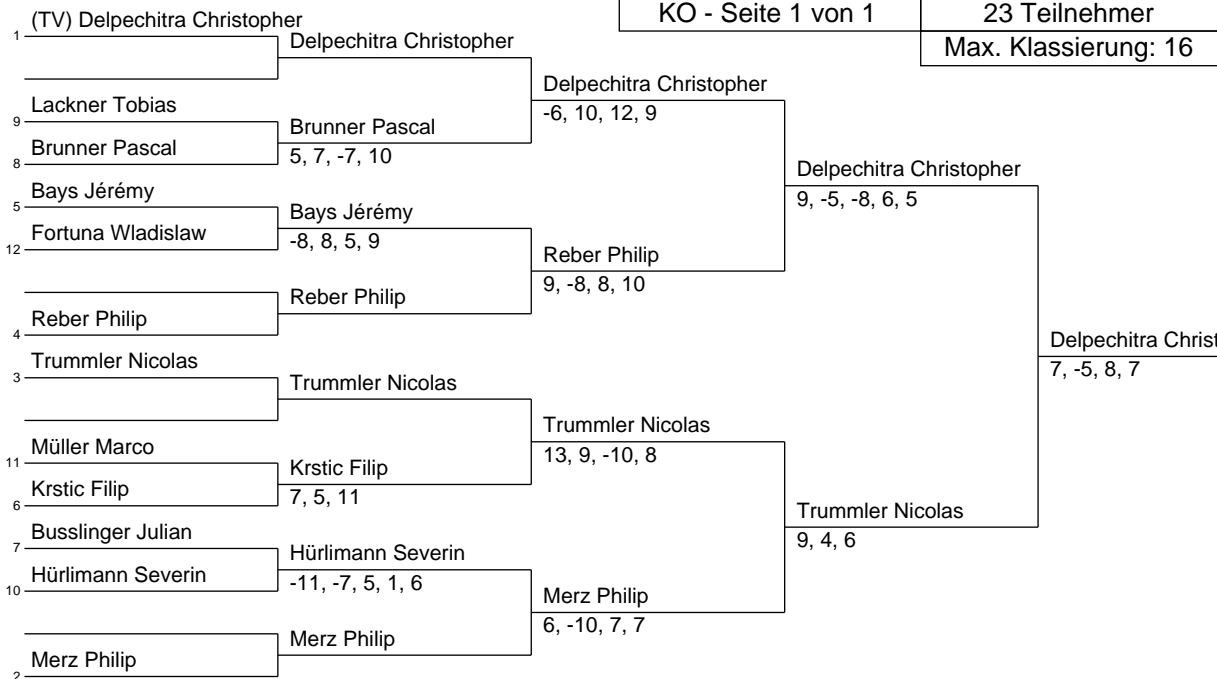 KO - Seite 1 von 1
23 Teilnehmer
Max. Klassierung: 16
(TV) Delpechitra Christopher
1
Delpechitra Christopher
Delpechitra Christopher
-6, 10, 12, 9
Lackner Tobias
9
Brunner Pascal
5, 7, -7, 10
Brunner Pascal
8
Delpechitra Christopher
9, -5, -8, 6, 5
Bays Jérémy
5
Bays Jérémy
-8, 8, 5, 9
Fortuna Wladislaw
12
Reber Philip
9, -8, 8, 10
Reber Philip
Reber Philip
4
Delpechitra Christ
7, -5, 8, 7
Trummler Nicolas
3
Trummler Nicolas
Trummler Nicolas
13, 9, -10, 8
Müller Marco
11
Krstic Filip
7, 5, 11
Krstic Filip
6
Trummler Nicolas
9, 4, 6
Busslinger Julian
7
Hürlimann Severin
-11, -7, 5, 1, 6
Hürlimann Severin
10
Merz Philip
6, -10, 7, 7
Merz Philip
Merz Philip
2